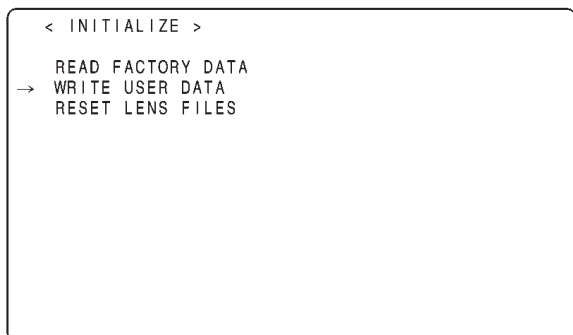 < INITIALIZE >
READ FACTORY DATA
→ WRITE USER DATA
RESET LENS FILES